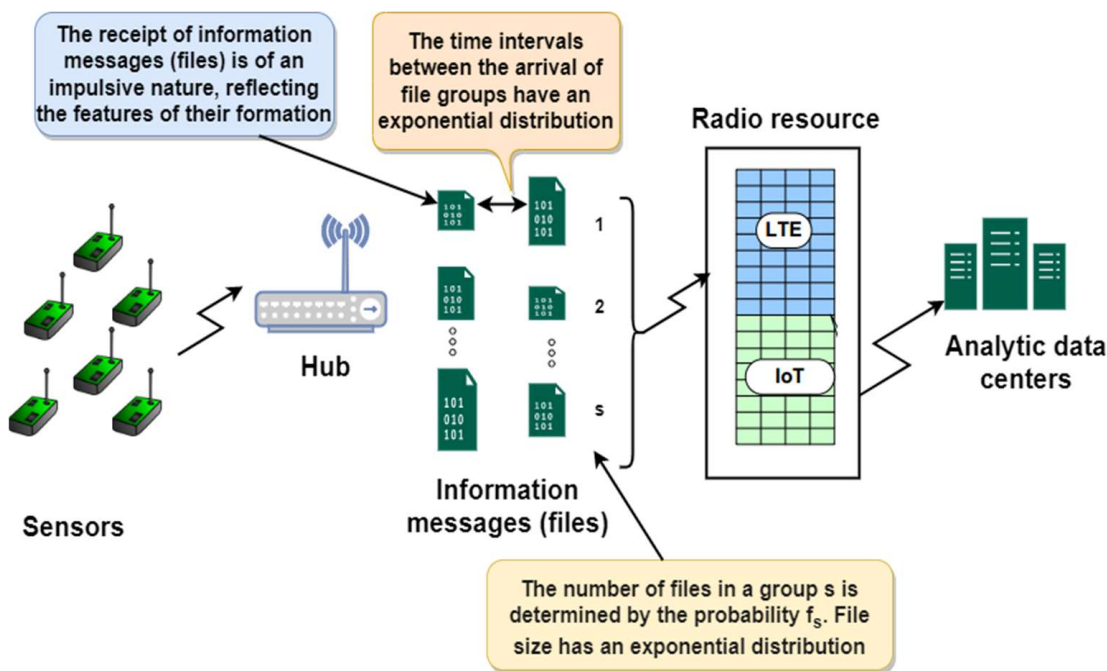 The receipt of information
messages (files) is of an
impulsive nature, reflecting
the features of their formation
The time intervals
between the arrival of
file groups have an
exponential distribution
Radio resource
101
010
101
101
010
101
1
LTE
101
010
101
101
010
101
2
Hub
IoT
Analytic data
centers
101
010
101
101
010
101
s
Information
messages (files)
Sensors
The number of files in a group s is
determined by the probability fₛ. File
size has an exponential distribution